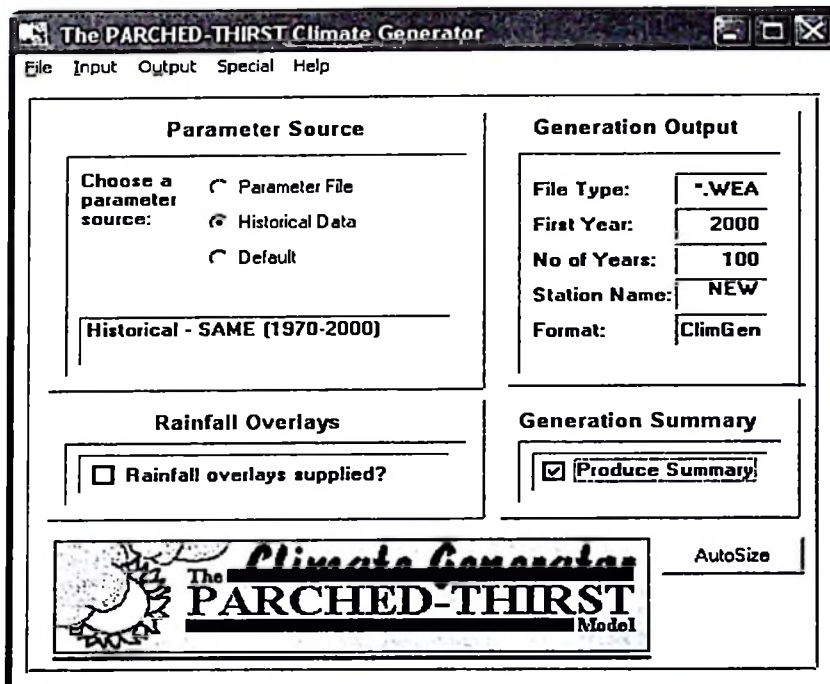 The PARCHED-THIRST Climate Generator
File Input Output Special Help
Parameter Source
Choose a parameter source:
Parameter File
Historical Data
Default
Historical - SAME (1970-2000)
Generation Output
File Type: *.WEA
First Year: 2000
No of Years: 100
Station Name: NEW
Format: ClimGen
Rainfall Overlays
Rainfall overlays supplied?
Generation Summary
Produce Summary
Climate Generator
The
PARCHED-THIRST
Model
AutoSize